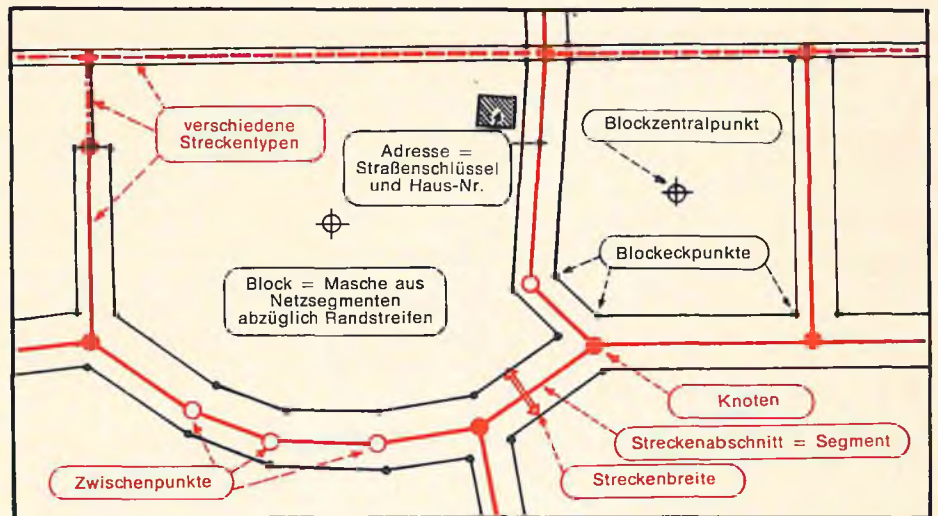 verschiedene
Streckentypen
Adresse =
Straßenschlüssel
und Haus-Nr.
Blockzentralpunkt
Blockeckpunkte
Block = Masche aus
Netzsegmenten
abzüglich Randstreifen
Knoten
Streckenabschnitt = Segment
Streckenbreite
Zwischenpunkte